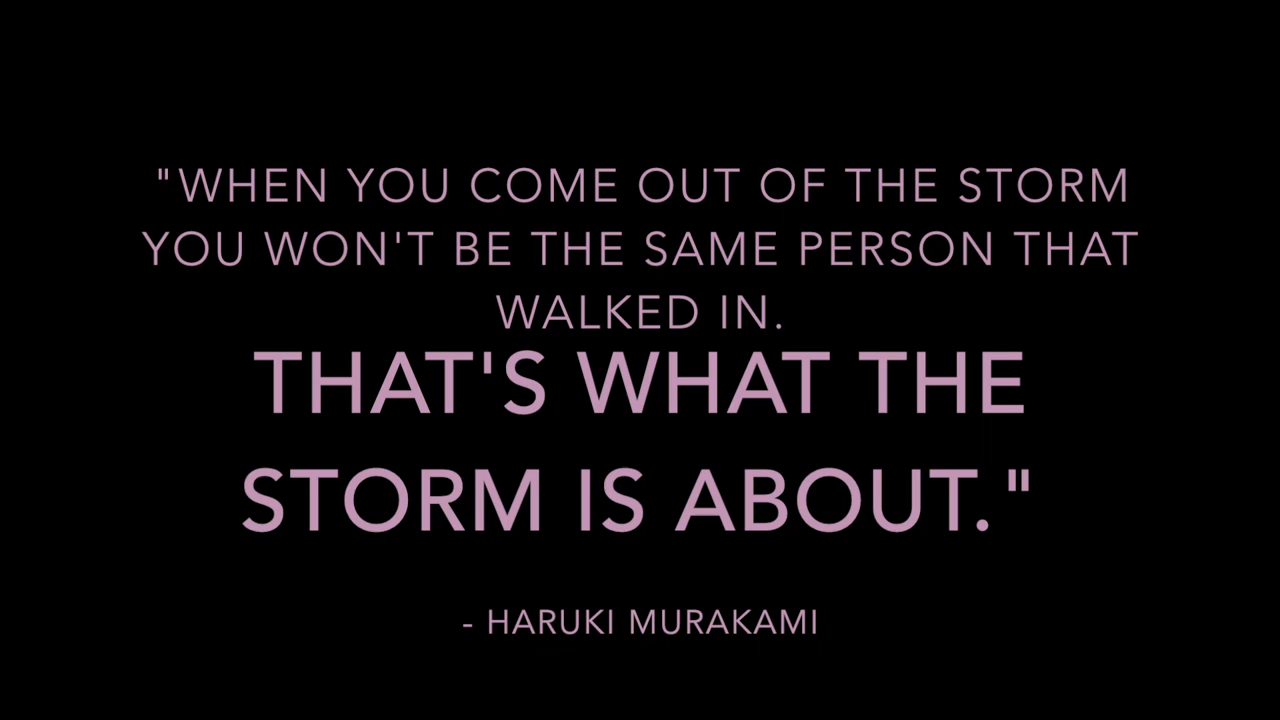 "WHEN YOU COME OUT OF THE STORM
YOU WON'T BE THE SAME PERSON THAT
WALKED IN.
THAT'S WHAT THE
STORM IS ABOUT."
- HARUKI MURAKAMI